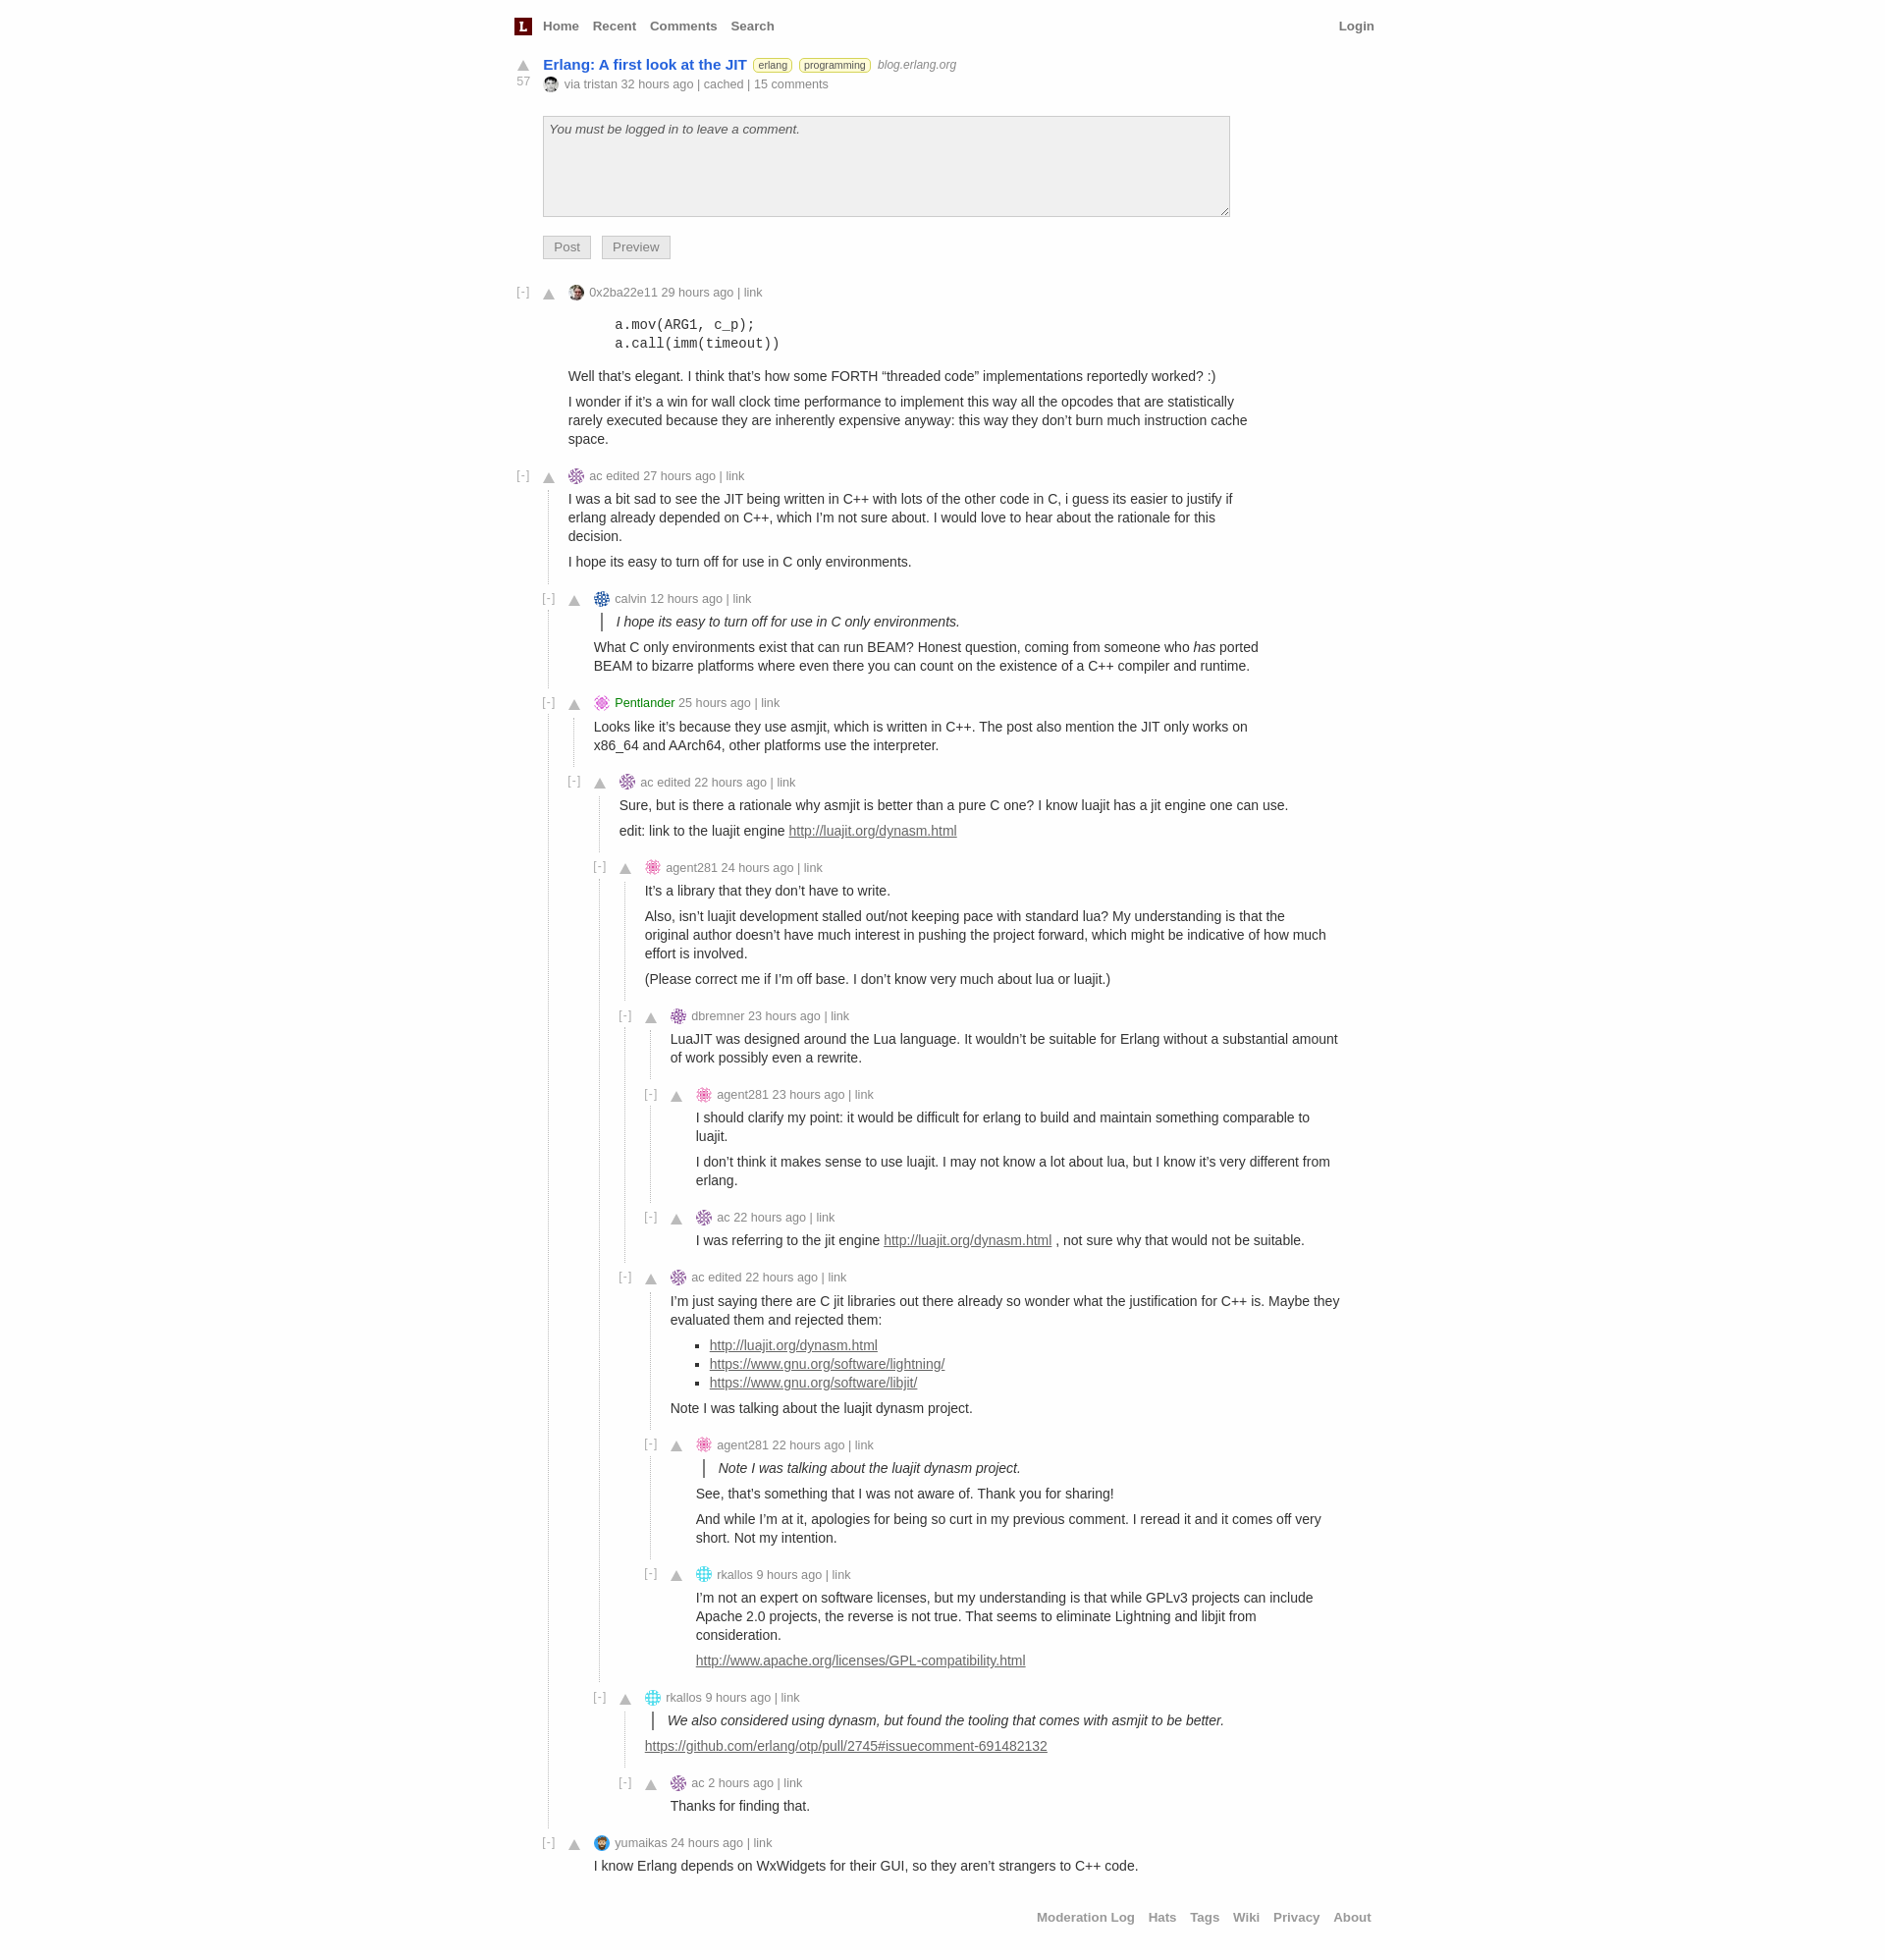 L Home Recent Comments Search Login
Erlang: A first look at the JIT erlang programming blog.erlang.org
57
via tristan 32 hours ago | cached | 15 comments
You must be logged in to leave a comment.
Post Preview
[-] 0x2ba22e11 29 hours ago | link
a.mov(ARG1, c_p);
a.call(imm(timeout))
Well that’s elegant. I think that’s how some FORTH “threaded code” implementations reportedly worked? :)
I wonder if it’s a win for wall clock time performance to implement this way all the opcodes that are statistically
rarely executed because they are inherently expensive anyway: this way they don’t burn much instruction cache
space.
[-] ac edited 27 hours ago | link
I was a bit sad to see the JIT being written in C++ with lots of the other code in C, i guess its easier to justify if
erlang already depended on C++, which I’m not sure about. I would love to hear about the rationale for this
decision.
I hope its easy to turn off for use in C only environments.
[-] calvin 12 hours ago | link
I hope its easy to turn off for use in C only environments.
What C only environments exist that can run BEAM? Honest question, coming from someone who has ported
BEAM to bizarre platforms where even there you can count on the existence of a C++ compiler and runtime.
[-] Pentlander 25 hours ago | link
Looks like it’s because they use asmjit, which is written in C++. The post also mention the JIT only works on
x86_64 and AArch64, other platforms use the interpreter.
[-] ac edited 22 hours ago | link
Sure, but is there a rationale why asmjit is better than a pure C one? I know luajit has a jit engine one can use.
edit: link to the luajit engine http://luajit.org/dynasm.html
[-] agent281 24 hours ago | link
It’s a library that they don’t have to write.
Also, isn’t luajit development stalled out/not keeping pace with standard lua? My understanding is that the
original author doesn’t have much interest in pushing the project forward, which might be indicative of how much
effort is involved.
(Please correct me if I’m off base. I don’t know very much about lua or luajit.)
[-] dbremner 23 hours ago | link
LuaJIT was designed around the Lua language. It wouldn’t be suitable for Erlang without a substantial amount
of work possibly even a rewrite.
[-] agent281 23 hours ago | link
I should clarify my point: it would be difficult for erlang to build and maintain something comparable to
luajit.
I don’t think it makes sense to use luajit. I may not know a lot about lua, but I know it’s very different from
erlang.
[-] ac 22 hours ago | link
I was referring to the jit engine http://luajit.org/dynasm.html , not sure why that would not be suitable.
[-] ac edited 22 hours ago | link
I’m just saying there are C jit libraries out there already so wonder what the justification for C++ is. Maybe they
evaluated them and rejected them:
http://luajit.org/dynasm.html
https://www.gnu.org/software/lightning/
https://www.gnu.org/software/libjit/
Note I was talking about the luajit dynasm project.
[-] agent281 22 hours ago | link
Note I was talking about the luajit dynasm project.
See, that’s something that I was not aware of. Thank you for sharing!
And while I’m at it, apologies for being so curt in my previous comment. I reread it and it comes off very
short. Not my intention.
[-] rkallos 9 hours ago | link
I’m not an expert on software licenses, but my understanding is that while GPLv3 projects can include
Apache 2.0 projects, the reverse is not true. That seems to eliminate Lightning and libjit from
consideration.
http://www.apache.org/licenses/GPL-compatibility.html
[-] rkallos 9 hours ago | link
We also considered using dynasm, but found the tooling that comes with asmjit to be better.
https://github.com/erlang/otp/pull/2745#issuecomment-691482132
[-] ac 2 hours ago | link
Thanks for finding that.
[-] yumaikas 24 hours ago | link
I know Erlang depends on WxWidgets for their GUI, so they aren’t strangers to C++ code.
Moderation Log Hats Tags Wiki Privacy About